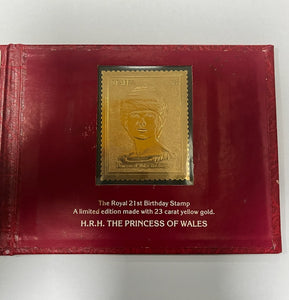 The Royal 21st Birthday Stamp
A limited edition made with 23 carat yellow gold.
H.R.H. THE PRINCESS OF WALES